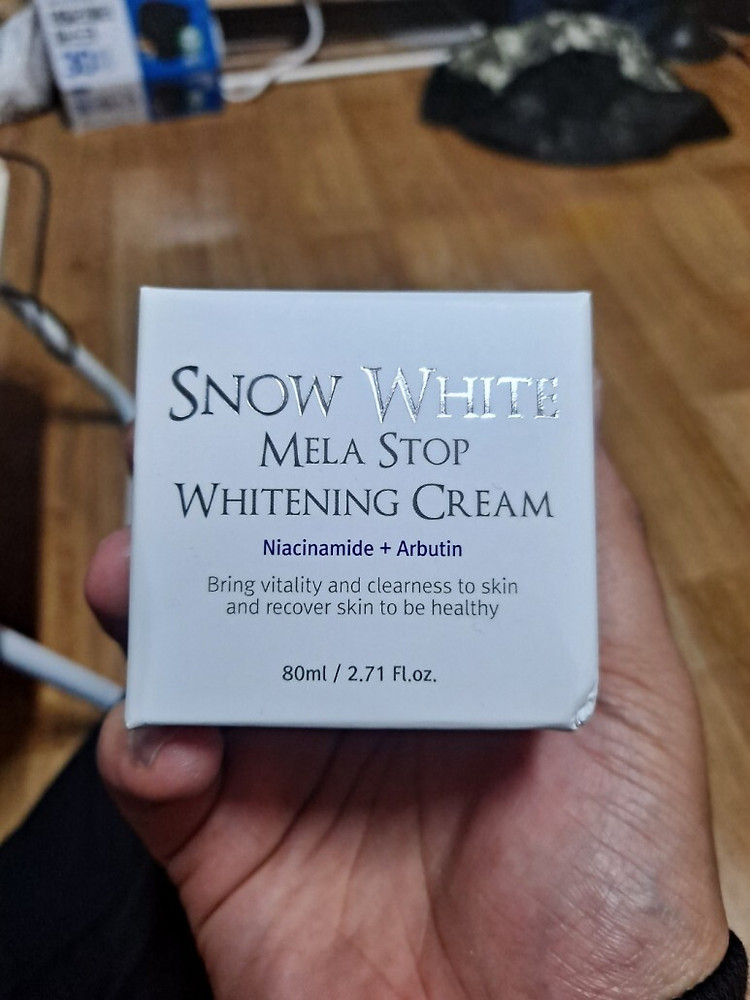 SNOW WHITE
MELA STOP
WHITENING CREAM
Niacinamide + Arbutin
Bring vitality and clearness to skin
and recover skin to be healthy
80ml / 2.71 Fl.oz.